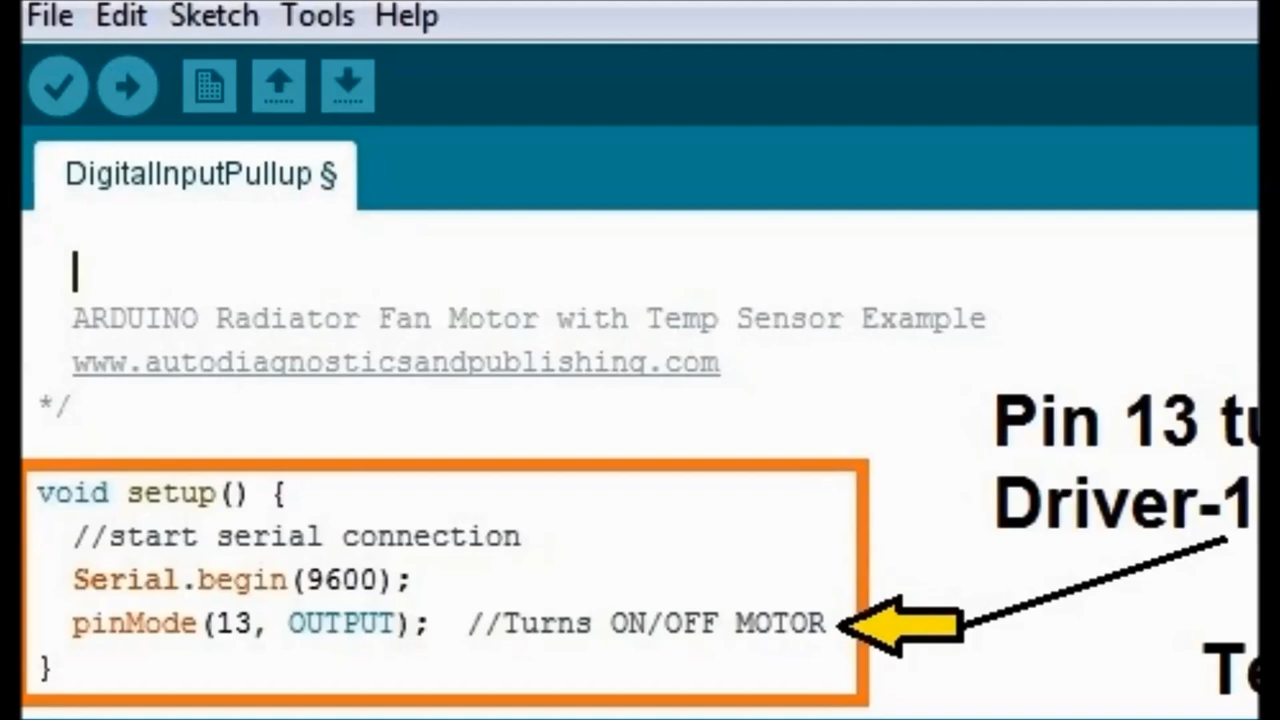 File Edit Sketch Tools Help
DigitalInputPullup §
ARDUINO Radiator Fan Motor with Temp Sensor Example
www.autodiagnosticsandpublishing.com
*/
Pin 13
Driver-1
void setup() {
//start serial connection
Serial.begin(9600);
pinMode(13, OUTPUT); //Turns ON/OFF MOTOR
}